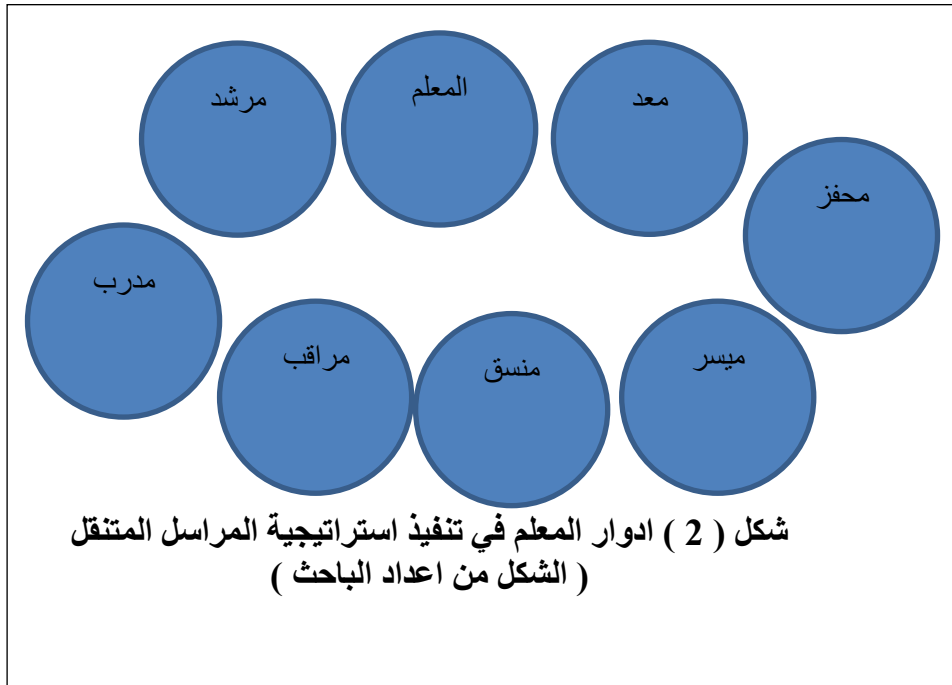 معد
المعلم
مرشد
محفز
مدرب
ميسر
منسق
مراقب
شكل ( 2 ) ادوار المعلم في تنفيذ استراتيجية المراسل المتنقل
( الشكل من اعداد الباحث )